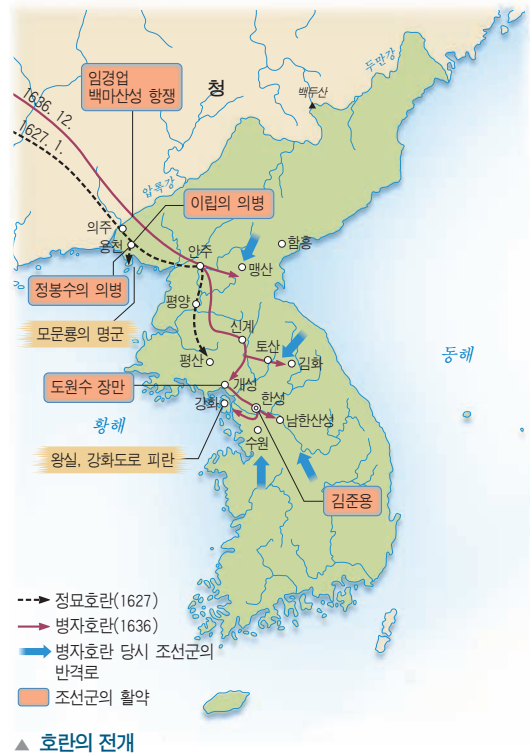 임경업
백마산성 항쟁
청
두만강
백두산
1636. 12.
1627. 1.
압록강
이립의 의병
의주
용천
안주
함흥
맹산
정봉수의 의병
평양
모문룡의 명군
신계
토산
평산
김화
동해
도원수 장만
개성
한성
강화
남한산성
황해
수원
왕실, 강화도로 피란
김준용
정묘호란(1627)
병자호란(1636)
병자호란 당시 조선군의
반격로
조선군의 활약
▲ 호란의 전개